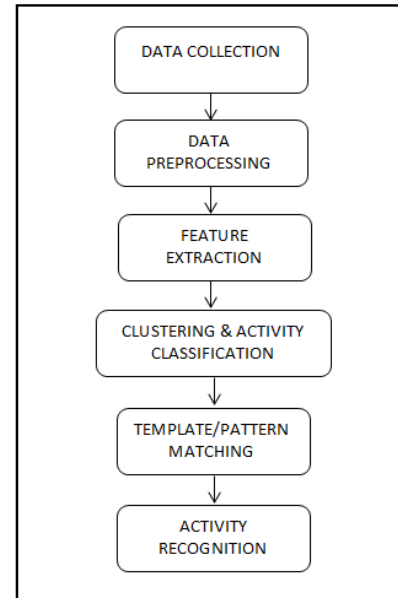 DATA COLLECTION
DATA
PREPROCESSING
FEATURE
EXTRACTION
CLUSTERING & ACTIVITY
CLASSIFICATION
TEMPLATE/PATTERN
MATCHING
ACTIVITY
RECOGNITION